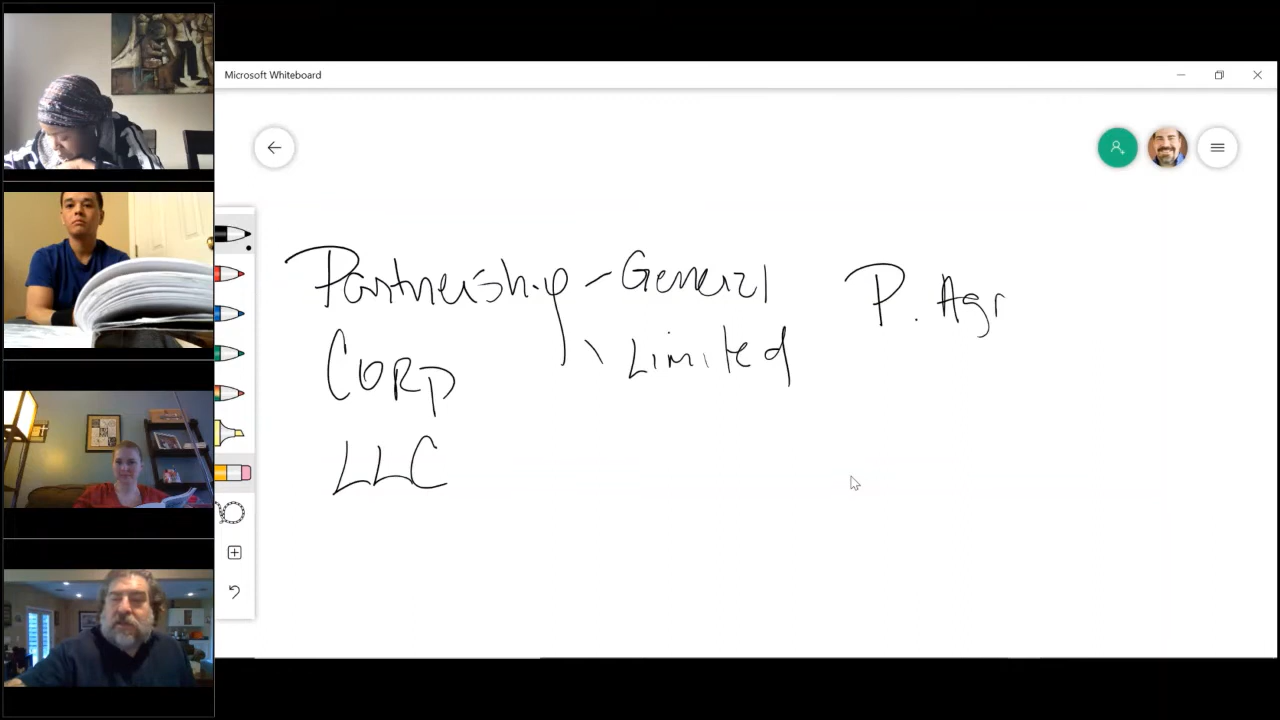 Microsoft Whiteboard
Partnership - General P. Agr
Limited
CORP
LLC